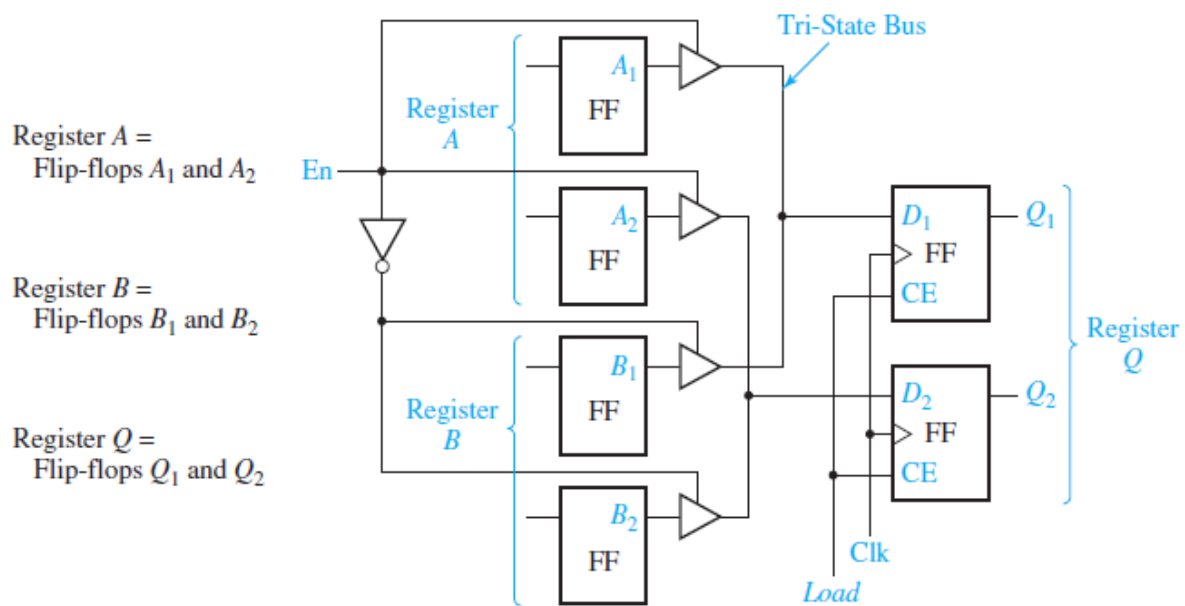 Tri-State Bus
A1
FF
Register
A
Register A =
Flip-flops A1 and A2
En
A2
FF
D1
FF
CE
Q1
Register B =
Flip-flops B1 and B2
B1
FF
Register
B
D2
FF
CE
Q2
Register
Q
Register Q =
Flip-flops Q1 and Q2
B2
FF
Clk
Load